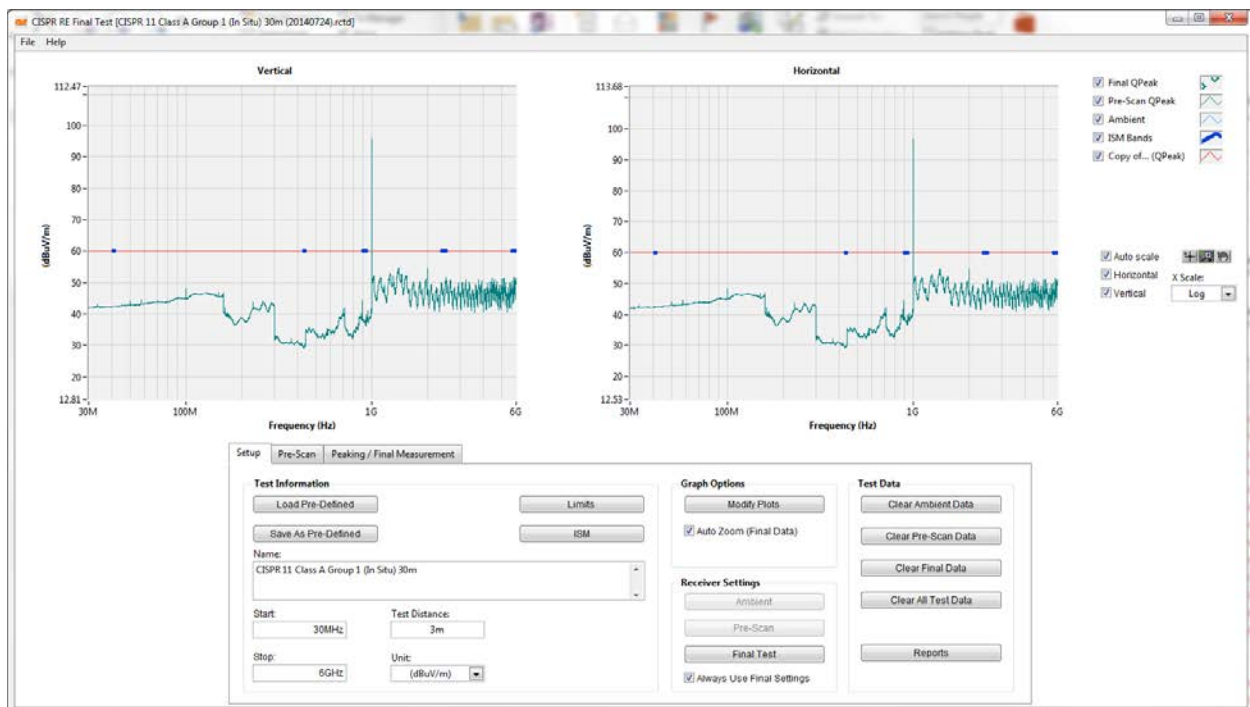 CISPR RE Final Test [CISPR 11 Class A Group 1 (In Situ) 30m (20140724).rctd]
File Help
Vertical
112.47
100
90
80
70
60
50
40
30
20
12.81
30M 100M 1G 6G
(dBuV/m)
Frequency (Hz)
Horizontal
113.68
100
90
80
70
60
50
40
30
20
12.53
30M 100M 1G 6G
(dBuV/m)
Frequency (Hz)
Final QPeak
Pre-Scan QPeak
Ambient
ISM Bands
Copy of... (QPeak)
Auto scale
Horizontal
Vertical
X Scale:
Log
Setup Pre-Scan Peaking / Final Measurement
Test Information
Load Pre-Defined Limits
Save As Pre-Defined ISM
Name:
CISPR 11 Class A Group 1 (In Situ) 30m
Start: Test Distance:
30MHz 3m
Stop: Unit:
6GHz (dBuV/m)
Graph Options
Modify Plots
Auto Zoom (Final Data)
Receiver Settings
Ambient
Pre-Scan
Final Test
Always Use Final Settings
Test Data
Clear Ambient Data
Clear Pre-Scan Data
Clear Final Data
Clear All Test Data
Reports